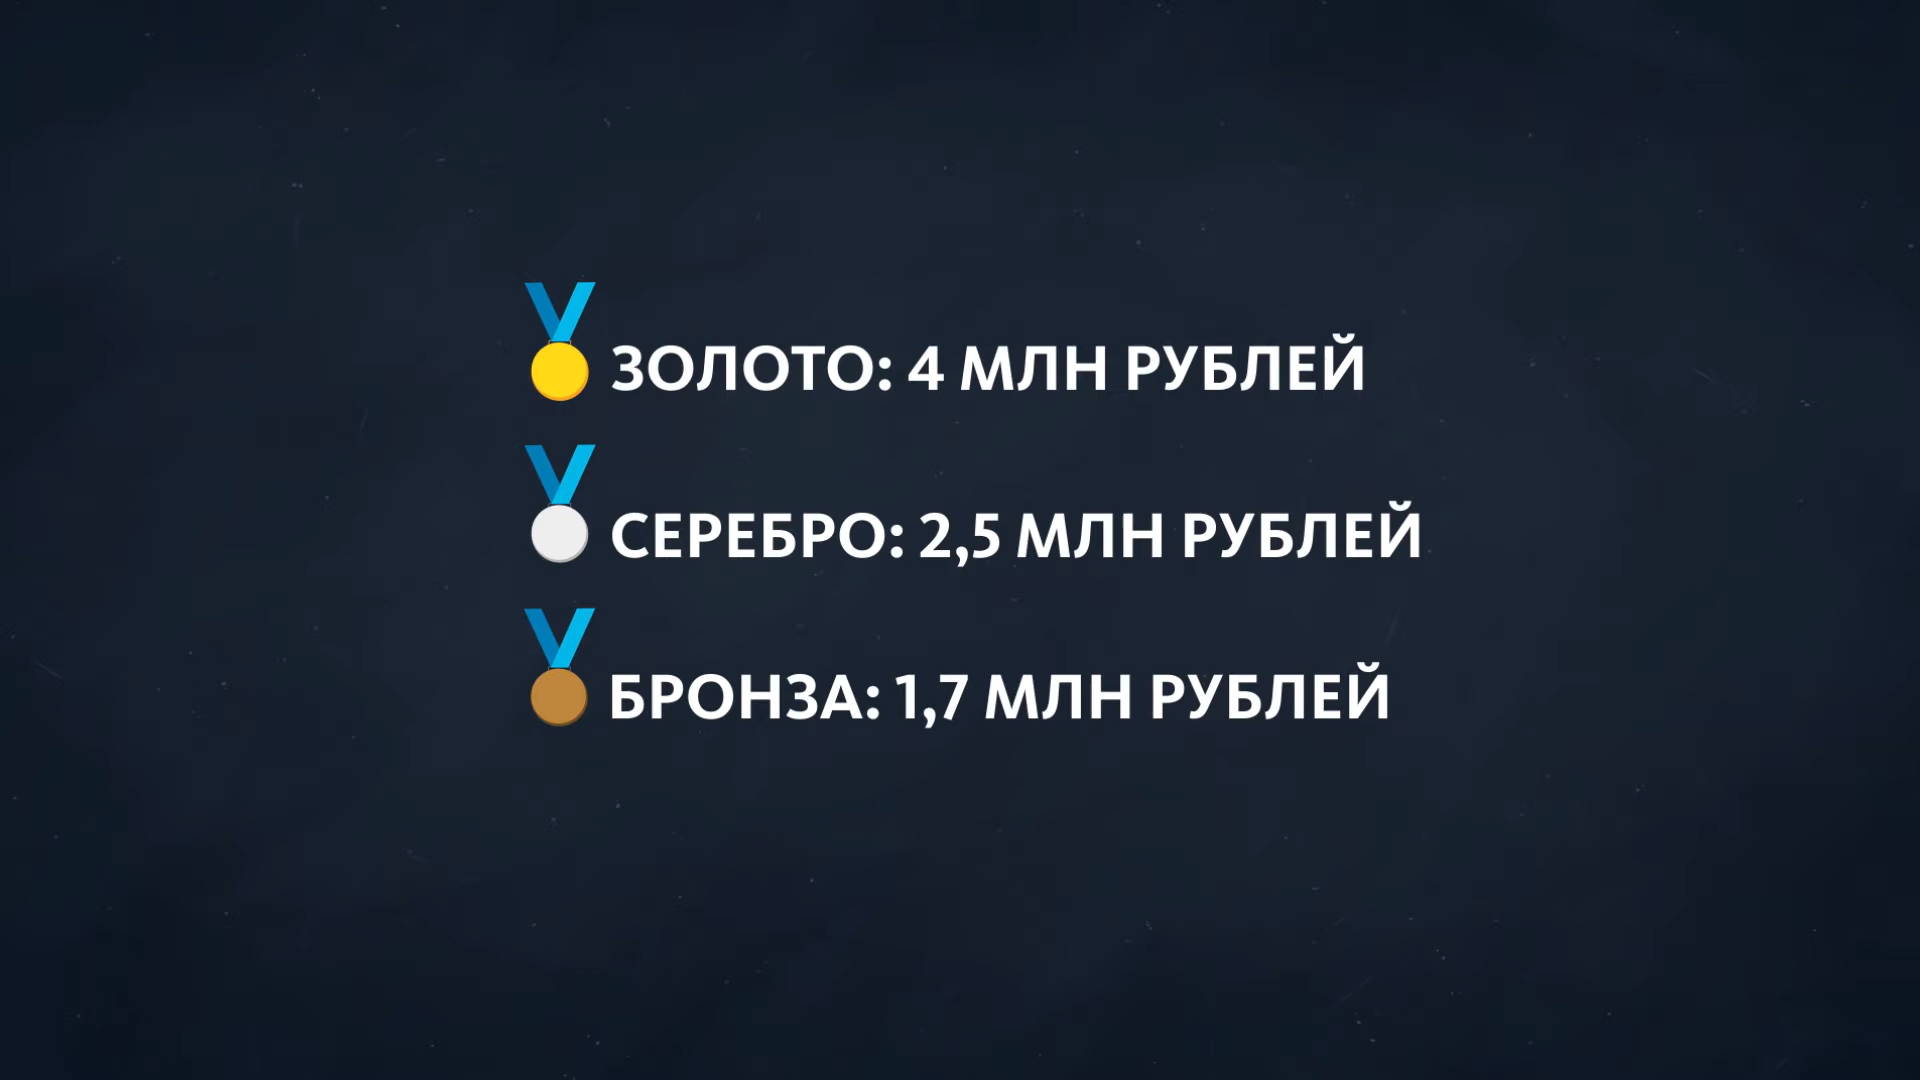 ЗОЛОТО: 4 МЛН РУБЛЕЙ
СЕРЕБРО: 2,5 МЛН РУБЛЕЙ
БРОНЗА: 1,7 МЛН РУБЛЕЙ